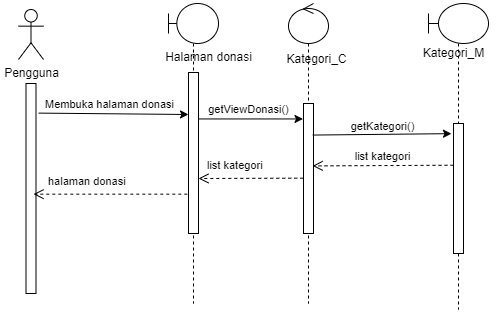 Pengguna
Halaman donasi
Kategori_C
Kategori_M
Membuka halaman donasi
getViewDonasi()
getKategori()
list kategori
list kategori
halaman donasi